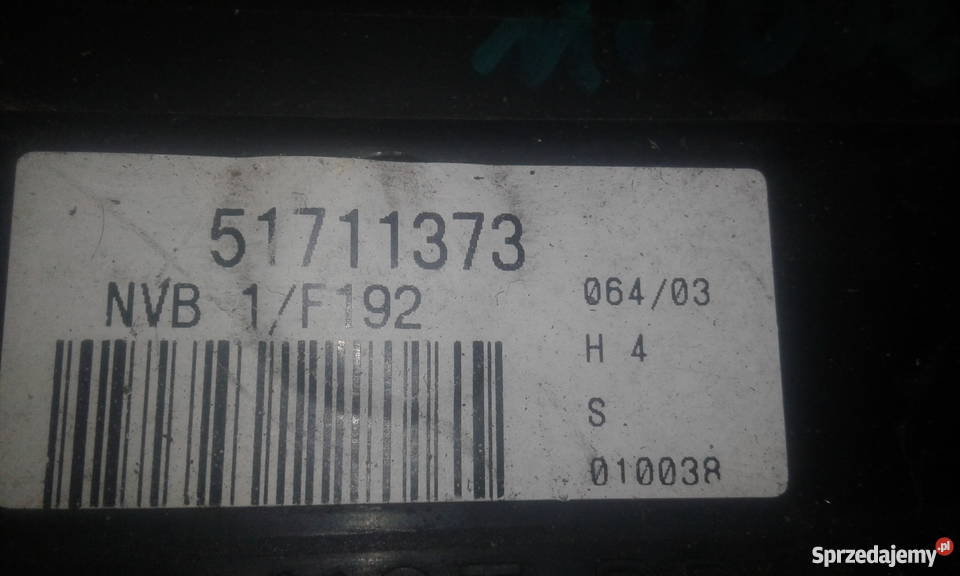 51711373
NVB 1/F192
064/03
H 4
S
010038
Sprzedajemy.pl